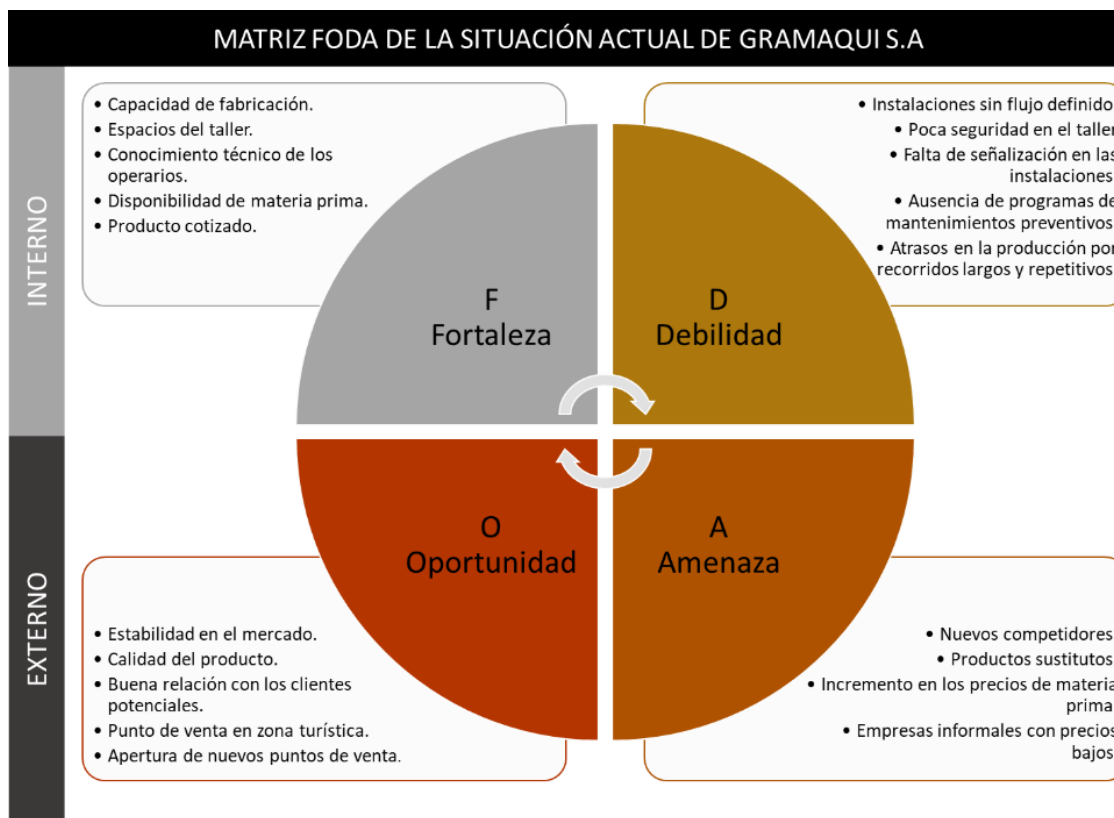 MATRIZ FODA DE LA SITUACIÓN ACTUAL DE GRAMAQUI S.A
INTERNO
• Capacidad de fabricación.
• Espacios del taller.
• Conocimiento técnico de los
operarios.
• Disponibilidad de materia prima.
• Producto cotizado.
• Instalaciones sin flujo definido
• Poca seguridad en el taller
• Falta de señalización en las
instalaciones
• Ausencia de programas de
mantenimientos preventivos
• Atrasos en la producción por
recorridos largos y repetitivos
F
Fortaleza
D
Debilidad
EXTERNO
O
Oportunidad
A
Amenaza
• Estabilidad en el mercado.
• Calidad del producto.
• Buena relación con los clientes
potenciales.
• Punto de venta en zona turística.
• Apertura de nuevos puntos de venta.
• Nuevos competidores
• Productos sustitutos
• Incremento en los precios de materia
prima
• Empresas informales con precios
bajos